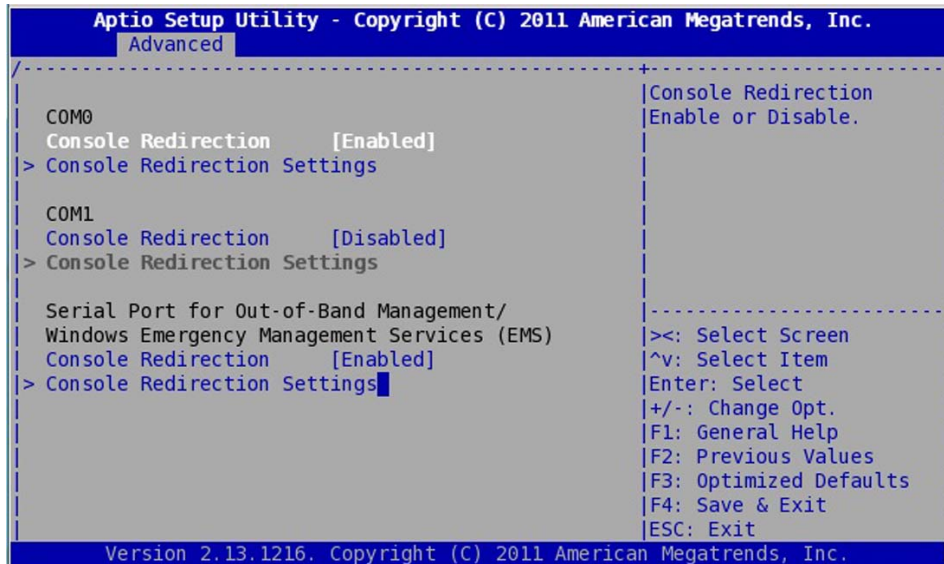 Aptio Setup Utility - Copyright (C) 2011 American Megatrends, Inc.
Advanced
/----------------------------------------------------+-------------------------
Console Redirection
COM0 |Enable or Disable.
Console Redirection [Enabled]
|> Console Redirection Settings
COM1
Console Redirection [Disabled]
|> Console Redirection Settings
Serial Port for Out-of-Band Management/
Windows Emergency Management Services (EMS) |><: Select Screen
Console Redirection [Enabled] |^v: Select Item
|> Console Redirection Settings |Enter: Select
|+/-: Change Opt.
|F1: General Help
|F2: Previous Values
|F3: Optimized Defaults
|F4: Save & Exit
|ESC: Exit
Version 2.13.1216. Copyright (C) 2011 American Megatrends, Inc.